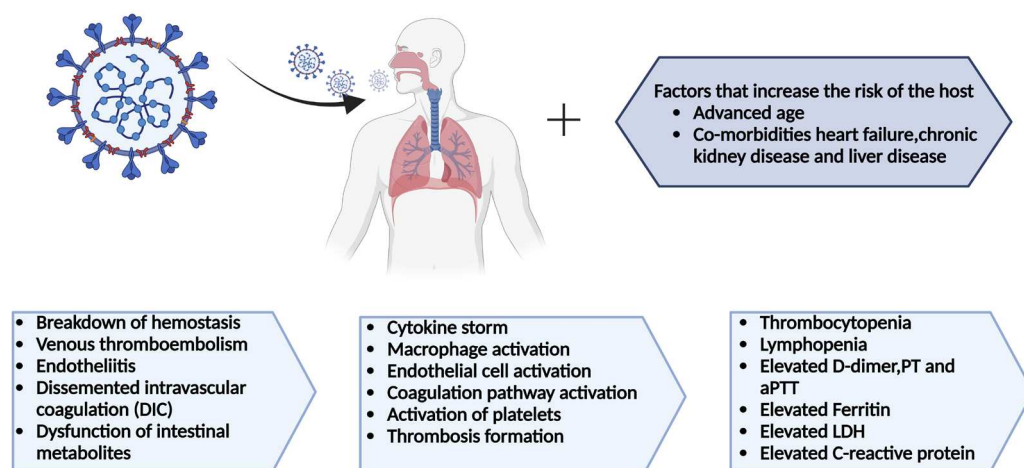 Factors that increase the risk of the host
• Advanced age
• Co-morbidities heart failure,chronic
kidney disease and liver disease
• Breakdown of hemostasis
• Venous thromboembolism
• Endotheliitis
• Dissemented intravascular
coagulation (DIC)
• Dysfunction of intestinal
metabolites
• Cytokine storm
• Macrophage activation
• Endothelial cell activation
• Coagulation pathway activation
• Activation of platelets
• Thrombosis formation
• Thrombocytopenia
• Lymphopenia
• Elevated D-dimer,PT and
aPTT
• Elevated Ferritin
• Elevated LDH
• Elevated C-reactive protein